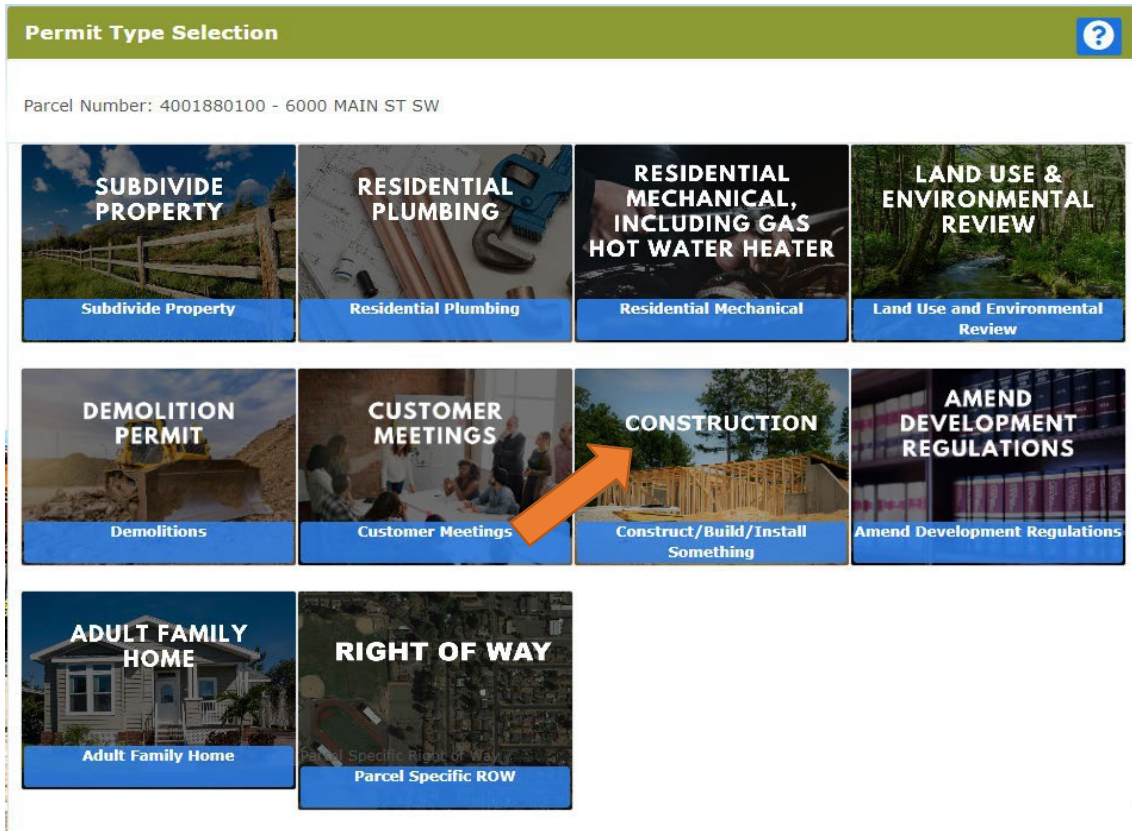 Permit Type Selection
?
Parcel Number: 4001880100 - 6000 MAIN ST SW
SUBDIVIDE
PROPERTY
Subdivide Property
RESIDENTIAL
PLUMBING
Residential Plumbing
RESIDENTIAL
MECHANICAL,
INCLUDING GAS
HOT WATER HEATER
Residential Mechanical
LAND USE &
ENVIRONMENTAL
REVIEW
Land Use and Environmental
Review
DEMOLITION
PERMIT
Demolitions
CUSTOMER
MEETINGS
Customer Meetings
CONSTRUCTION
Construct/Build/Install
Something
AMEND
DEVELOPMENT
REGULATIONS
Amend Development Regulations
ADULT FAMILY
HOME
Adult Family Home
RIGHT OF WAY
Parcel Specific Right of Way
Parcel Specific ROW